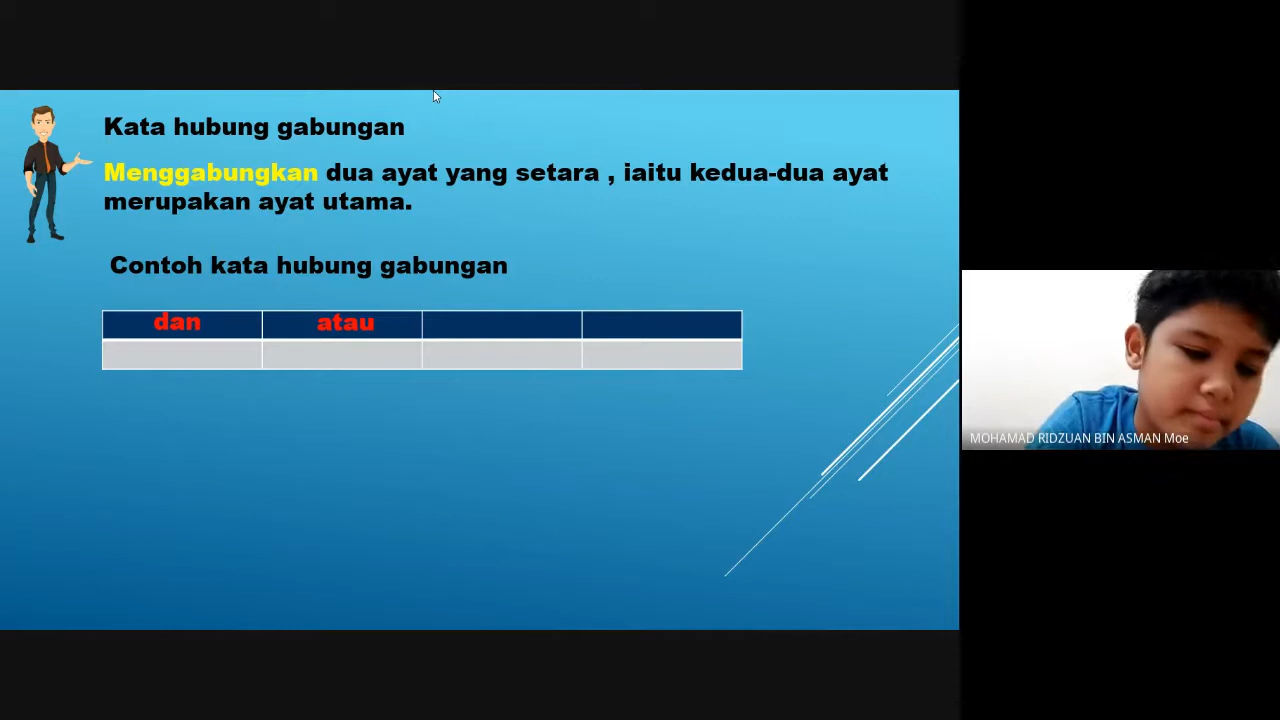 Kata hubung gabungan
Menggabungkan dua ayat yang setara , iaitu kedua-dua ayat
merupakan ayat utama.
Contoh kata hubung gabungan
dan atau
MOHAMAD RIDZUAN BIN ASMAN Moe